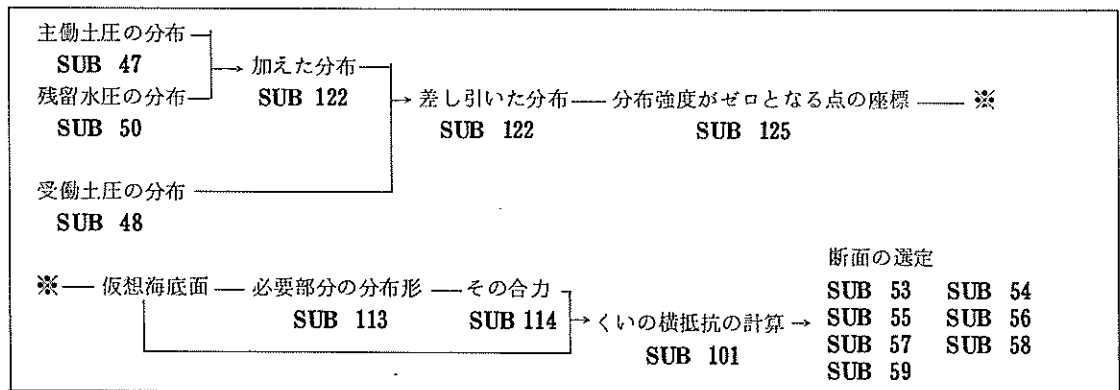 主働土圧の分布
SUB 47
残留水圧の分布
SUB 50
加えた分布
SUB 122
受働土圧の分布
SUB 48
差し引いた分布
SUB 122
分布強度がゼロとなる点の座標
SUB 125
※
※
仮想海底面
必要部分の分布形
SUB 113
その合力
SUB 114
くいの横抵抗の計算
SUB 101
断面の選定
SUB 53 SUB 54
SUB 55 SUB 56
SUB 57 SUB 58
SUB 59